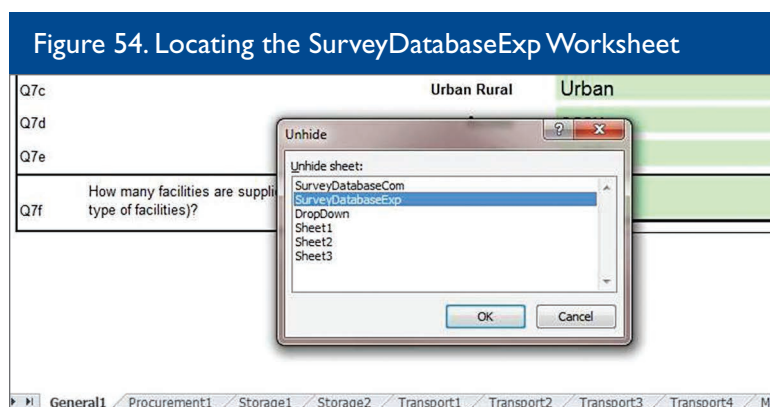 Figure 54. Locating the SurveyDatabaseExp Worksheet
Q7c Urban Rural Urban
Q7d
Unhide
Q7e
Unhide sheet:
How many facilities are suppli
Q7f type of facilities)?
SurveyDatabaseCom
SurveyDatabaseExp
DropDown
Sheet1
Sheet2
Sheet3
OK Cancel
General1 Procurement1 Storage1 Storage2 Transport1 Transport2 Transport3 Transport4 M